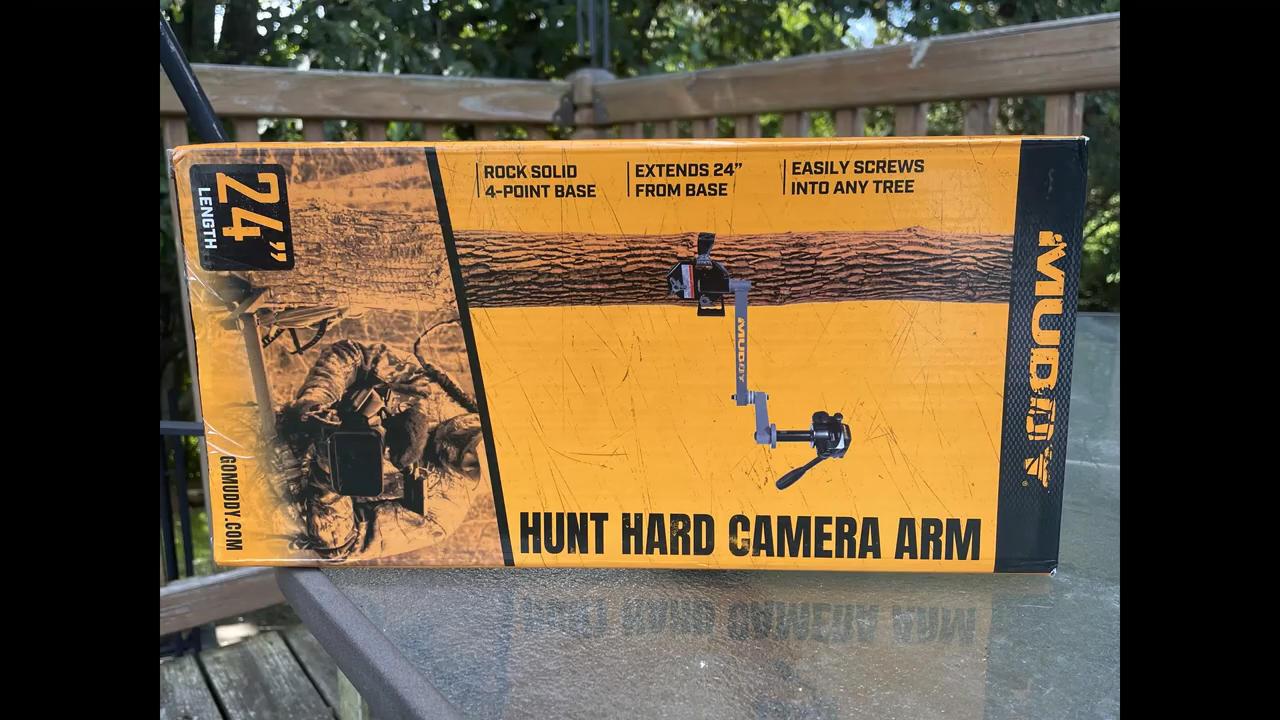 24"
LENGTH
ROCK SOLID
4-POINT BASE
EXTENDS 24"
FROM BASE
EASILY SCREWS
INTO ANY TREE
MUDDY
MUDDY®
GOMUDDY.COM
HUNT HARD CAMERA ARM